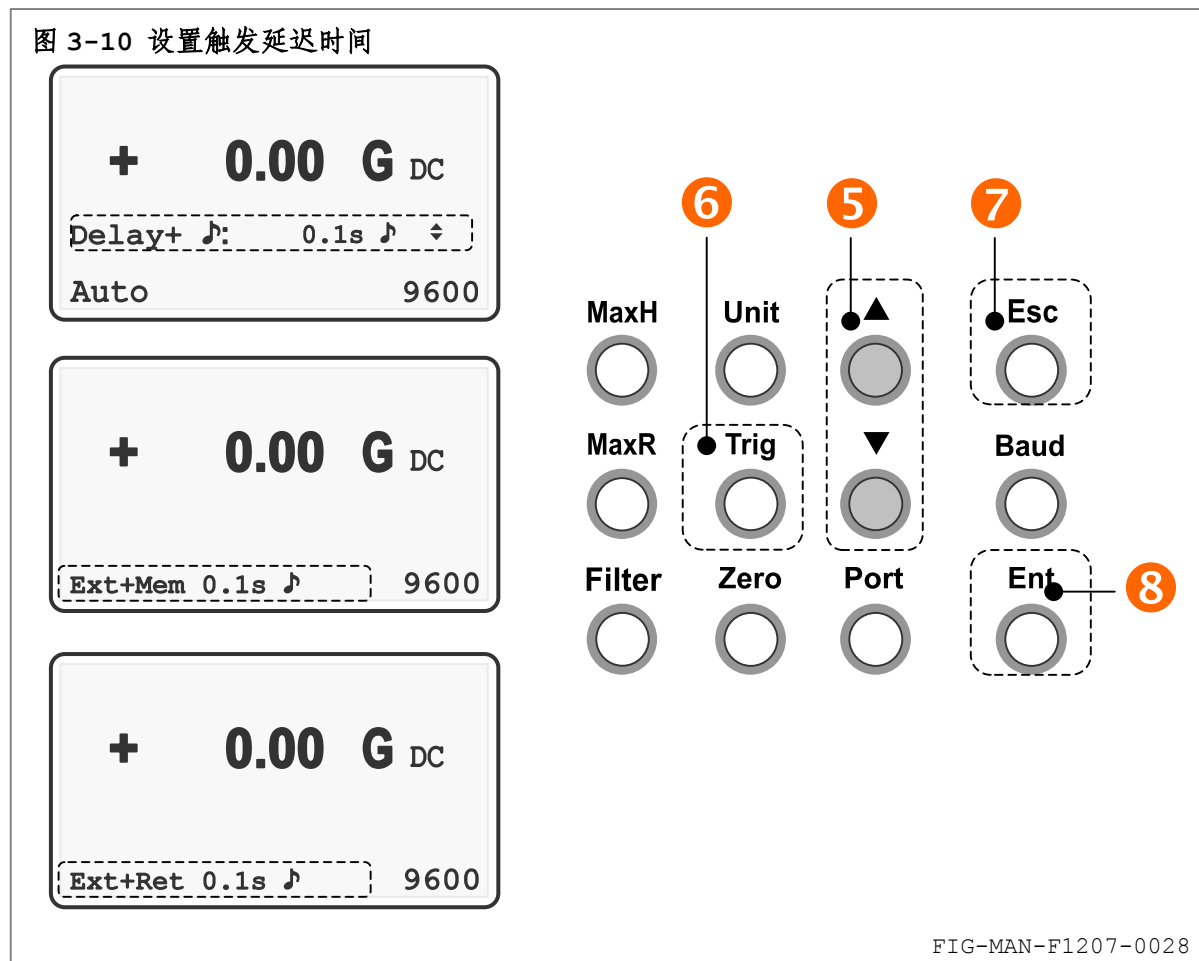 图 3-10 设置触发延迟时间
+ 0.00 G DC
Delay+ ♪: 0.1s ♪
Auto 9600
+ 0.00 G DC
Ext+Mem 0.1s ♪ 9600
+ 0.00 G DC
Ext+Ret 0.1s ♪ 9600
6 5 7
MaxH Unit ▲ Esc
MaxR Trig ▼ Baud
Filter Zero Port Ent 8
FIG-MAN-F1207-0028